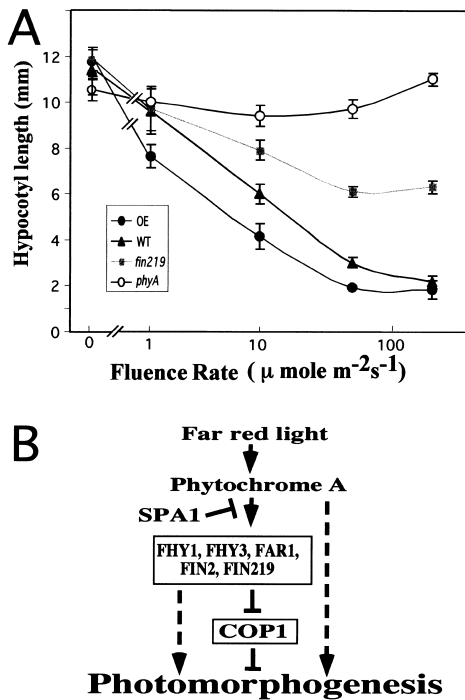 A
Hypocotyl length (mm)
12
10
8
6
4
2
0
OE
WT
fin219
phyA
0
1
10
100
Fluence Rate ( μ mole m-2s-1)
B
Far red light
Phytochrome A
SPA1
FHY1, FHY3, FAR1,
FIN2, FIN219
COP1
Photomorphogenesis